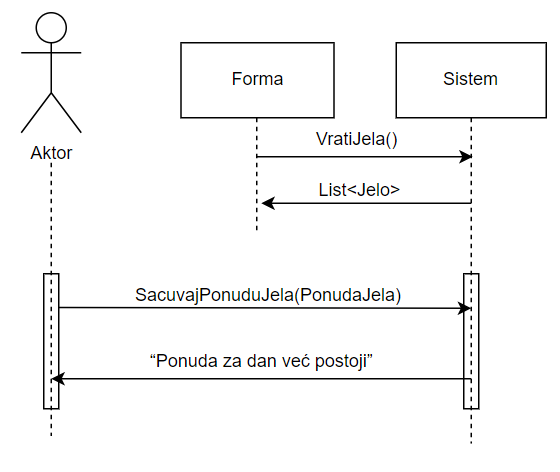 Forma
Sistem
Aktor
VratiJela()
List<Jelo>
SacuvajPonuduJela(PonudaJela)
“Ponuda za dan već postoji”